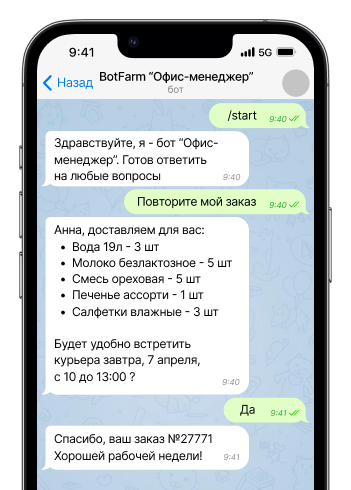 9:41
5G
Назад
BotFarm “Офис-менеджер”
бот
/start
9:40
Здравствуйте, я - бот “Офис-
менеджер”. Готов ответить
на любые вопросы
9:40
Повторите мой заказ
9:40
Анна, доставляем для вас:
• Вода 19л - 3 шт
• Молоко безлактозное - 5 шт
• Смесь ореховая - 5 шт
• Печенье ассорти - 1 шт
• Салфетки влажные - 3 шт
Будет удобно встретить
курьера завтра, 7 апреля,
с 10 до 13:00 ?
9:40
Да
9:41
Спасибо, ваш заказ №27771
Хорошей рабочей недели!
9:41